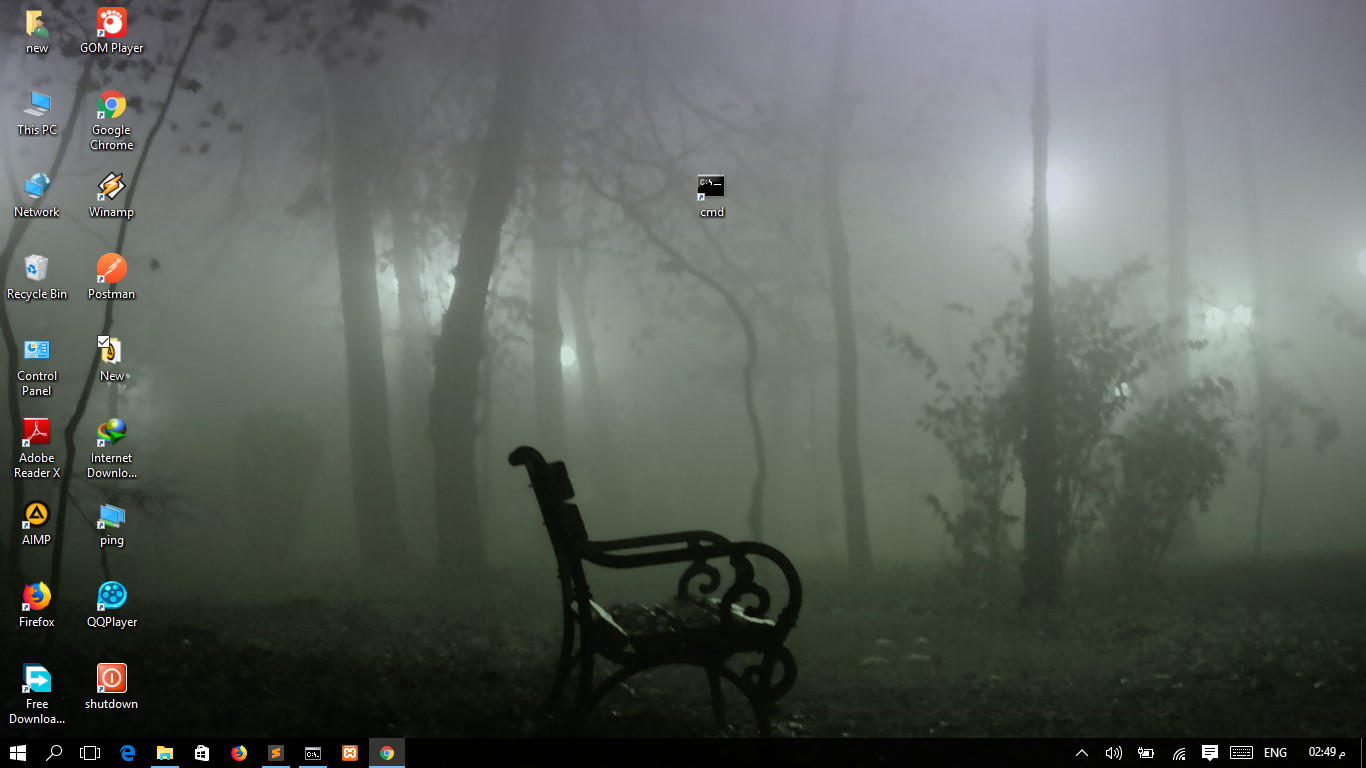 new
GOM Player
This PC
Google
Chrome
Network
Winamp
Recycle Bin
Postman
Control
Panel
New
Adobe
Reader X
Internet
Downlo...
AIMP
ping
Firefox
QQPlayer
Free
Downloa...
shutdown
C:\
cmd
C:\.
ENG
02:49 م